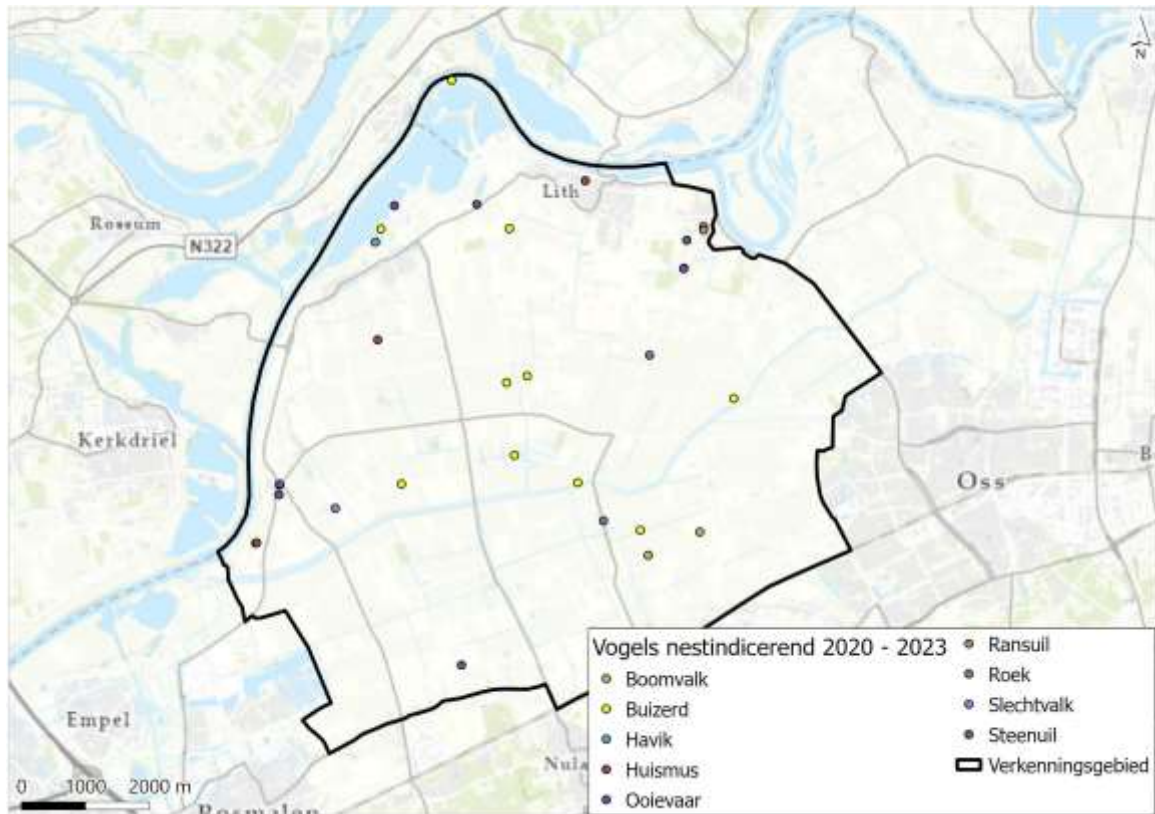 N
Lith
Rossum
N322
Kerkdriel
Oss
Empel
Nula
Rosmalen
0 1000 2000 m
Vogels nestindicerend 2020 - 2023
Boomvalk
Buizerd
Havik
Huismus
Ooievaar
Ransuil
Roek
Slechtvalk
Steenuil
Verkenningsgebied